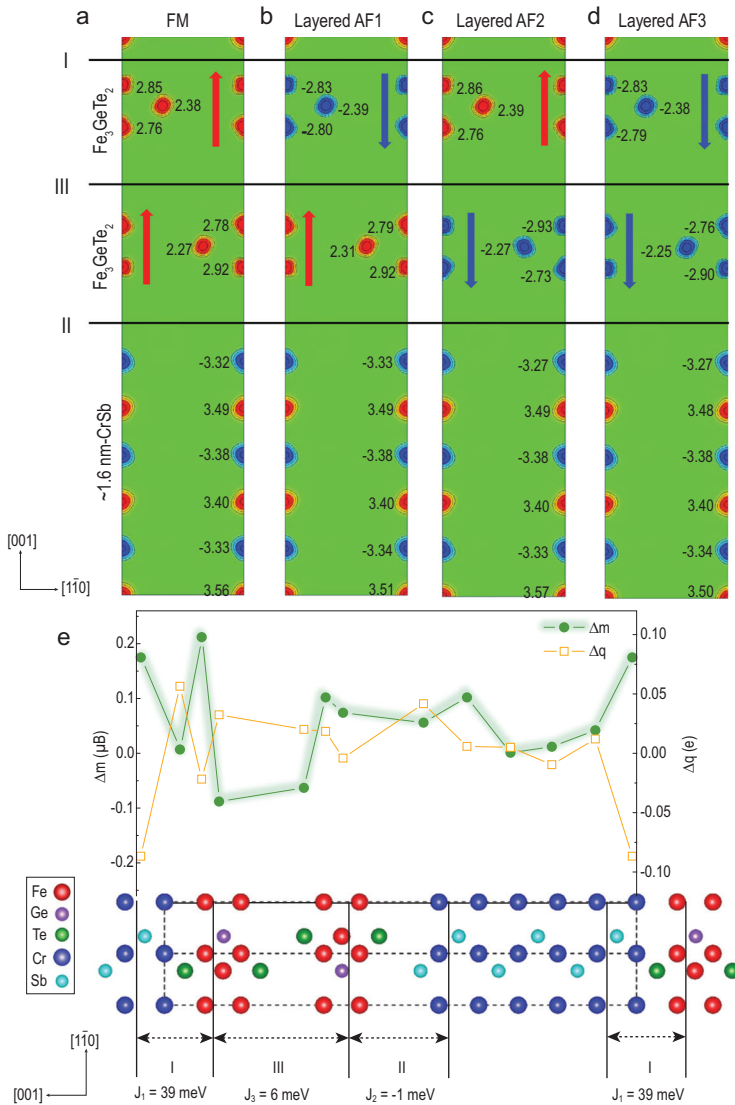 a b c d
FM Layered AF1 Layered AF2 Layered AF3
I
Fe₃GeTe₂
2.85 -2.83 2.86 -2.83
2.38 -2.39 2.39 -2.38
2.76 -2.80 2.76 -2.79
III
Fe₃GeTe₂
2.78 2.79 -2.93 -2.76
2.27 2.31 -2.27 -2.25
2.92 2.92 -2.73 -2.90
II
~1.6 nm-CrSb
-3.32 -3.33 -3.27 -3.27
3.49 3.49 3.49 3.48
-3.38 -3.38 -3.38 -3.38
3.40 3.40 3.40 3.40
-3.33 -3.34 -3.33 -3.34
3.56 3.51 3.57 3.50
[001]
[11̄0]
e
Δm
Δq
0.2
0.1
0.0
-0.1
-0.2
Δm (μB)
0.10
0.05
0.00
-0.05
-0.10
Δq (e)
Fe
Ge
Te
Cr
Sb
[11̄0]
[001]
I III II I
J₁ = 39 meV J₃ = 6 meV J₂ = -1 meV J₁ = 39 meV